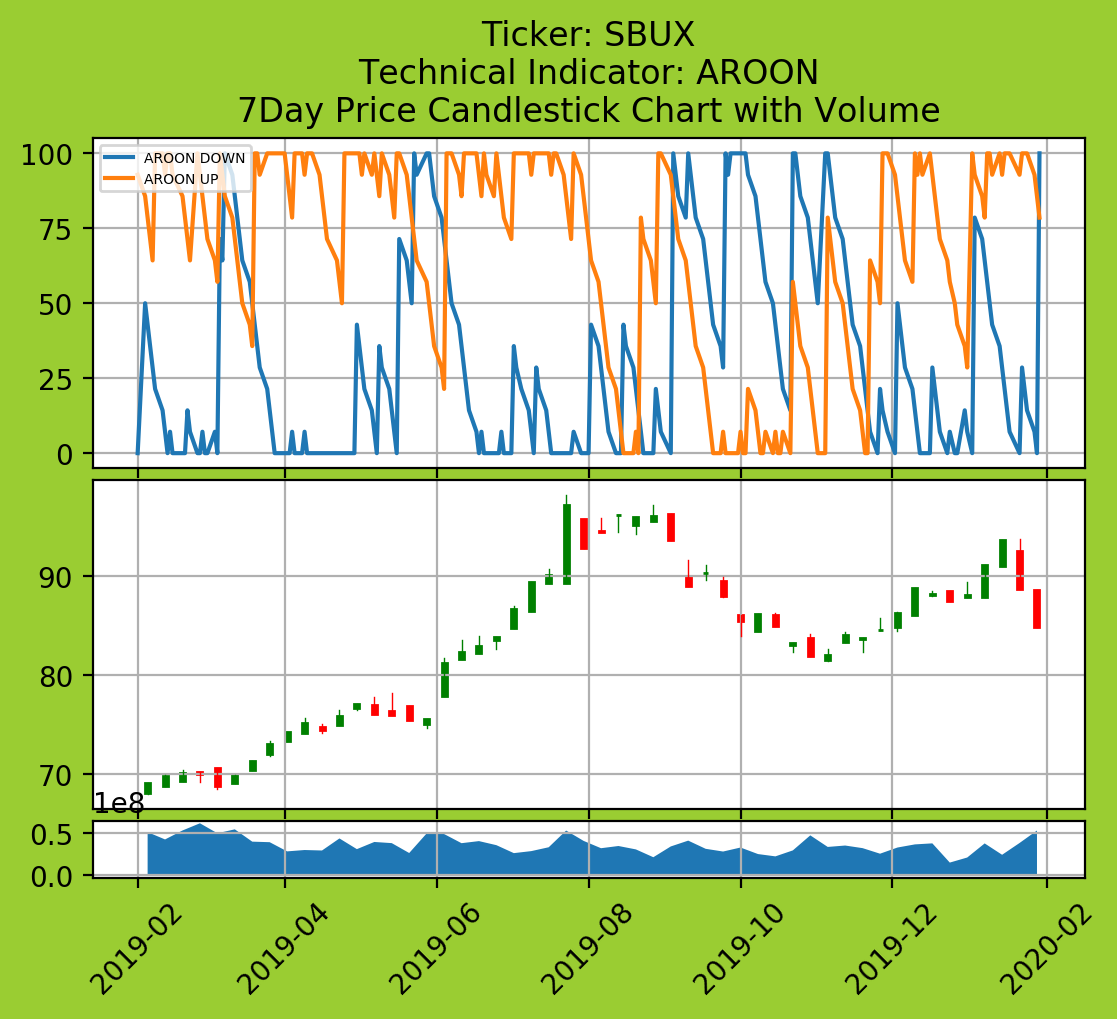 Ticker: SBUX
Technical Indicator: AROON
7Day Price Candlestick Chart with Volume
AROON DOWN
AROON UP
100
75
50
25
0
90
80
70
1e8
0.5
0.0
2019-02
2019-04
2019-06
2019-08
2019-10
2019-12
2020-02